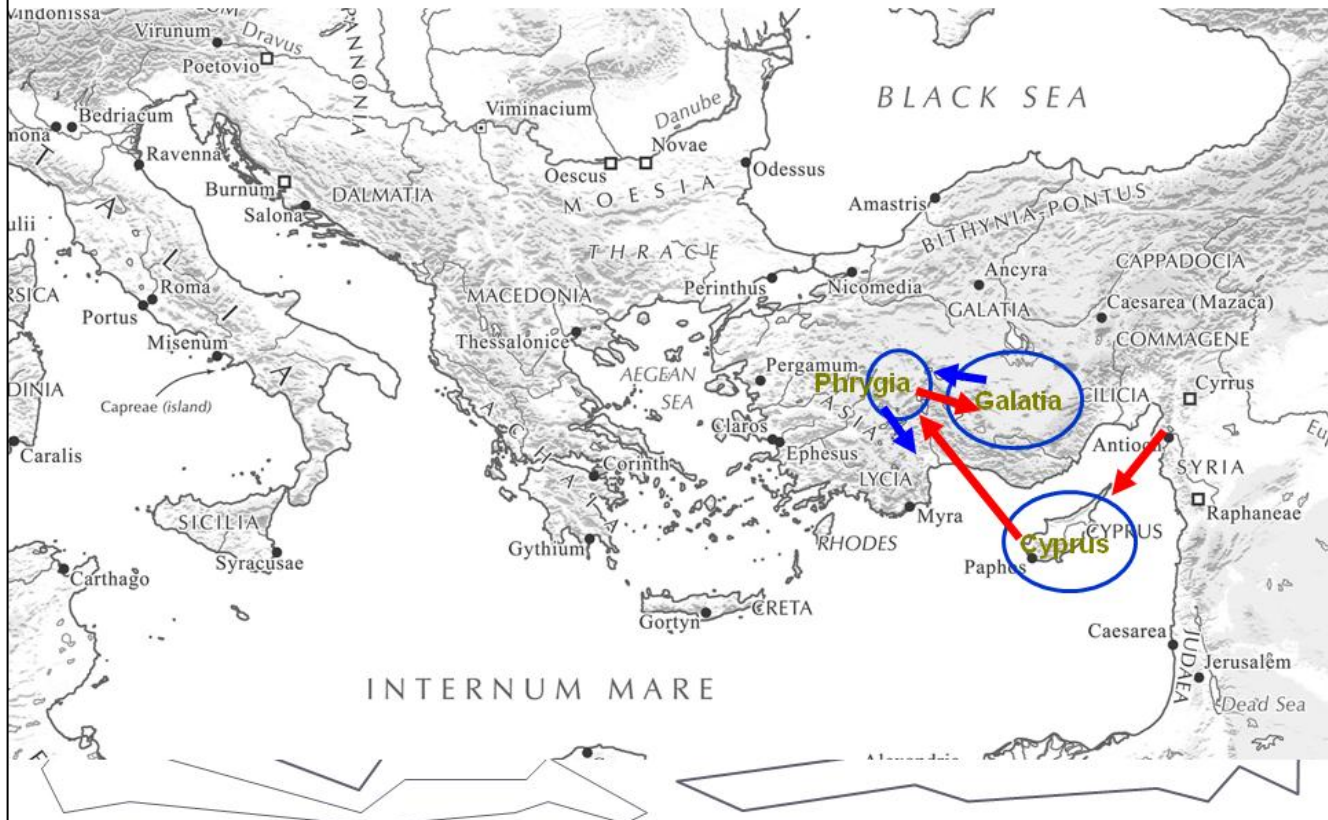 Vindonissa
Virunum
Dravus
Poetovio
PANNONIA
Viminacium
Danube
BLACK SEA
Bedriacum
Ravenna
Novae
Oescus
Odessus
Burnum
DALMATIA
MOESIA
Salona
Amastris
BITHYNIA-PONTUS
THRACE
ITALIA
Roma
Portus
MACEDONIA
Perinthus
Nicomedia
Ancyra
GALATIA
CAPPADOCIA
Caesarea (Mazaca)
Misenum
Thessalonice
COMMAGENE
AEGEAN
SEA
Pergamum
Phrygia
Galatia
CILICIA
Cyrrus
Capreae (island)
ASIA
ACHAIA
Claros
Ephesus
Antioch
Caralis
Corinth
LYCIA
SYRIA
Raphaneae
SICILIA
Myra
CYPRUS
Cyprus
Syracusae
Gythium
RHODES
Paphos
Carthago
CRETA
Gortyn
Caesarea
JUDAEA
Jerusalem
INTERNUM MARE
Dead Sea